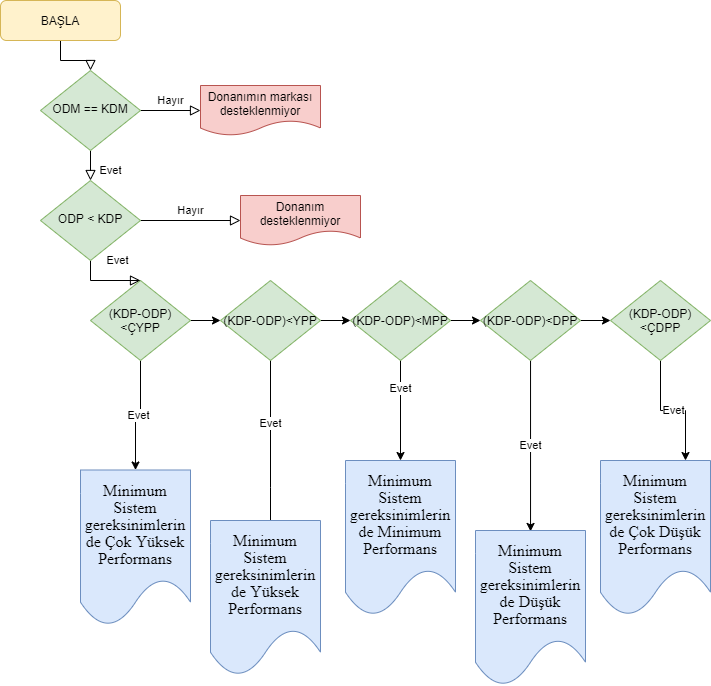 BAŞLA
ODM == KDM
Hayır
Donanımın markası
desteklenmiyor
Evet
ODP < KDP
Hayır
Donanım
desteklenmiyor
Evet
(KDP-ODP)
<ÇYPP
(KDP-ODP)<YPP
(KDP-ODP)<MPP
(KDP-ODP)<DPP
(KDP-ODP)
<ÇDPP
Evet
Evet
Evet
Evet
Evet
Minimum
Sistem
gereksinimlerin
de Çok Yüksek
Performans
Minimum
Sistem
gereksinimlerin
de Yüksek
Performans
Minimum
Sistem
gereksinimlerin
de Minimum
Performans
Minimum
Sistem
gereksinimlerin
de Düşük
Performans
Minimum
Sistem
gereksinimlerin
de Çok Düşük
Performans